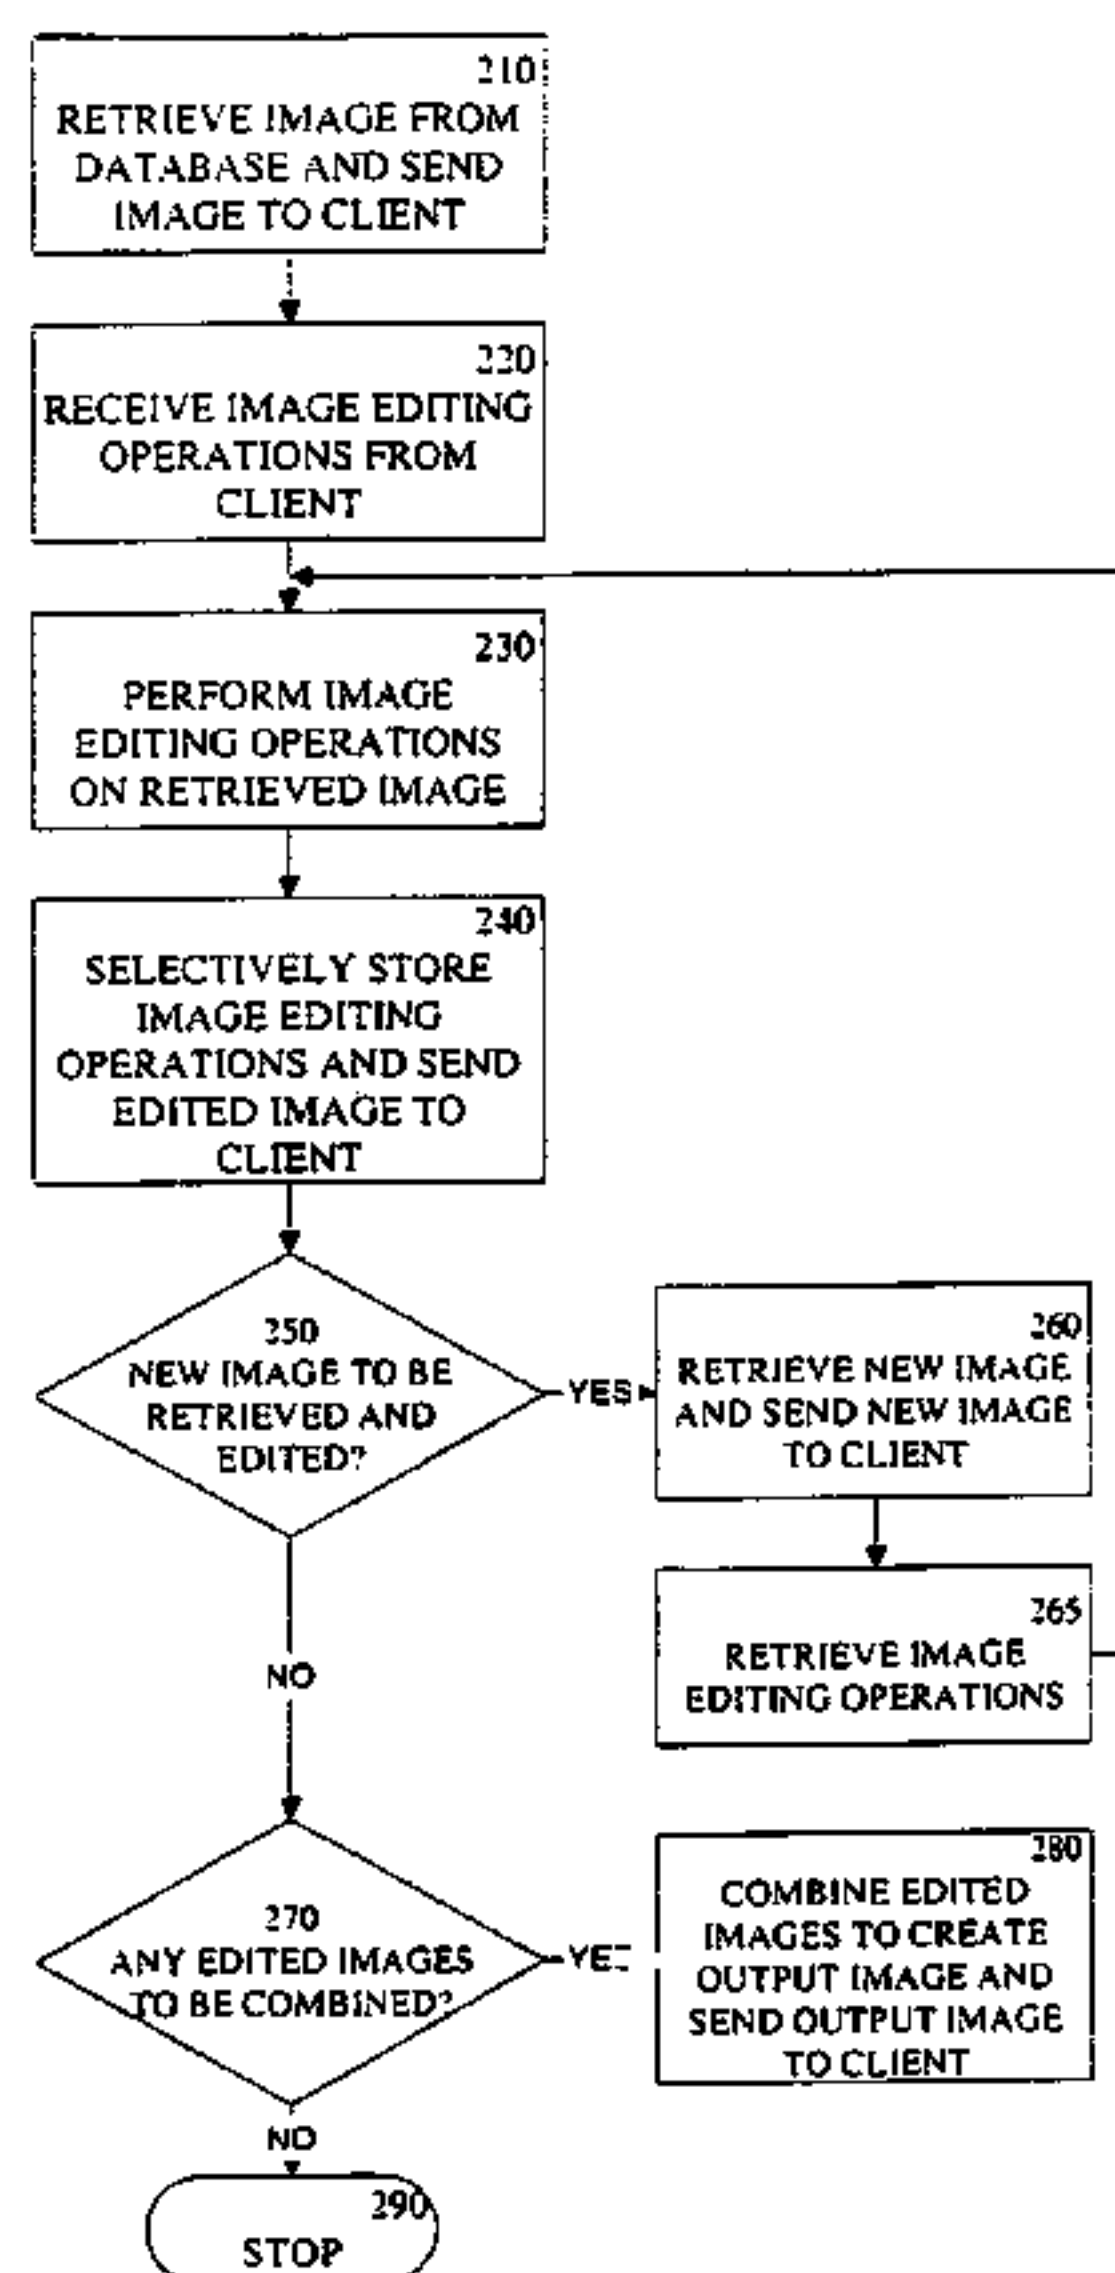 210
RETRIEVE IMAGE FROM
DATABASE AND SEND
IMAGE TO CLIENT
220
RECEIVE IMAGE EDITING
OPERATIONS FROM
CLIENT
230
PERFORM IMAGE
EDITING OPERATIONS
ON RETRIEVED IMAGE
240
SELECTIVELY STORE
IMAGE EDITING
OPERATIONS AND SEND
EDITED IMAGE TO
CLIENT
250
NEW IMAGE TO BE
RETRIEVED AND
EDITED?
YES
260
RETRIEVE NEW IMAGE
AND SEND NEW IMAGE
TO CLIENT
265
RETRIEVE IMAGE
EDITING OPERATIONS
NO
270
ANY EDITED IMAGES
TO BE COMBINED?
YES
280
COMBINE EDITED
IMAGES TO CREATE
OUTPUT IMAGE AND
SEND OUTPUT IMAGE
TO CLIENT
NO
290
STOP